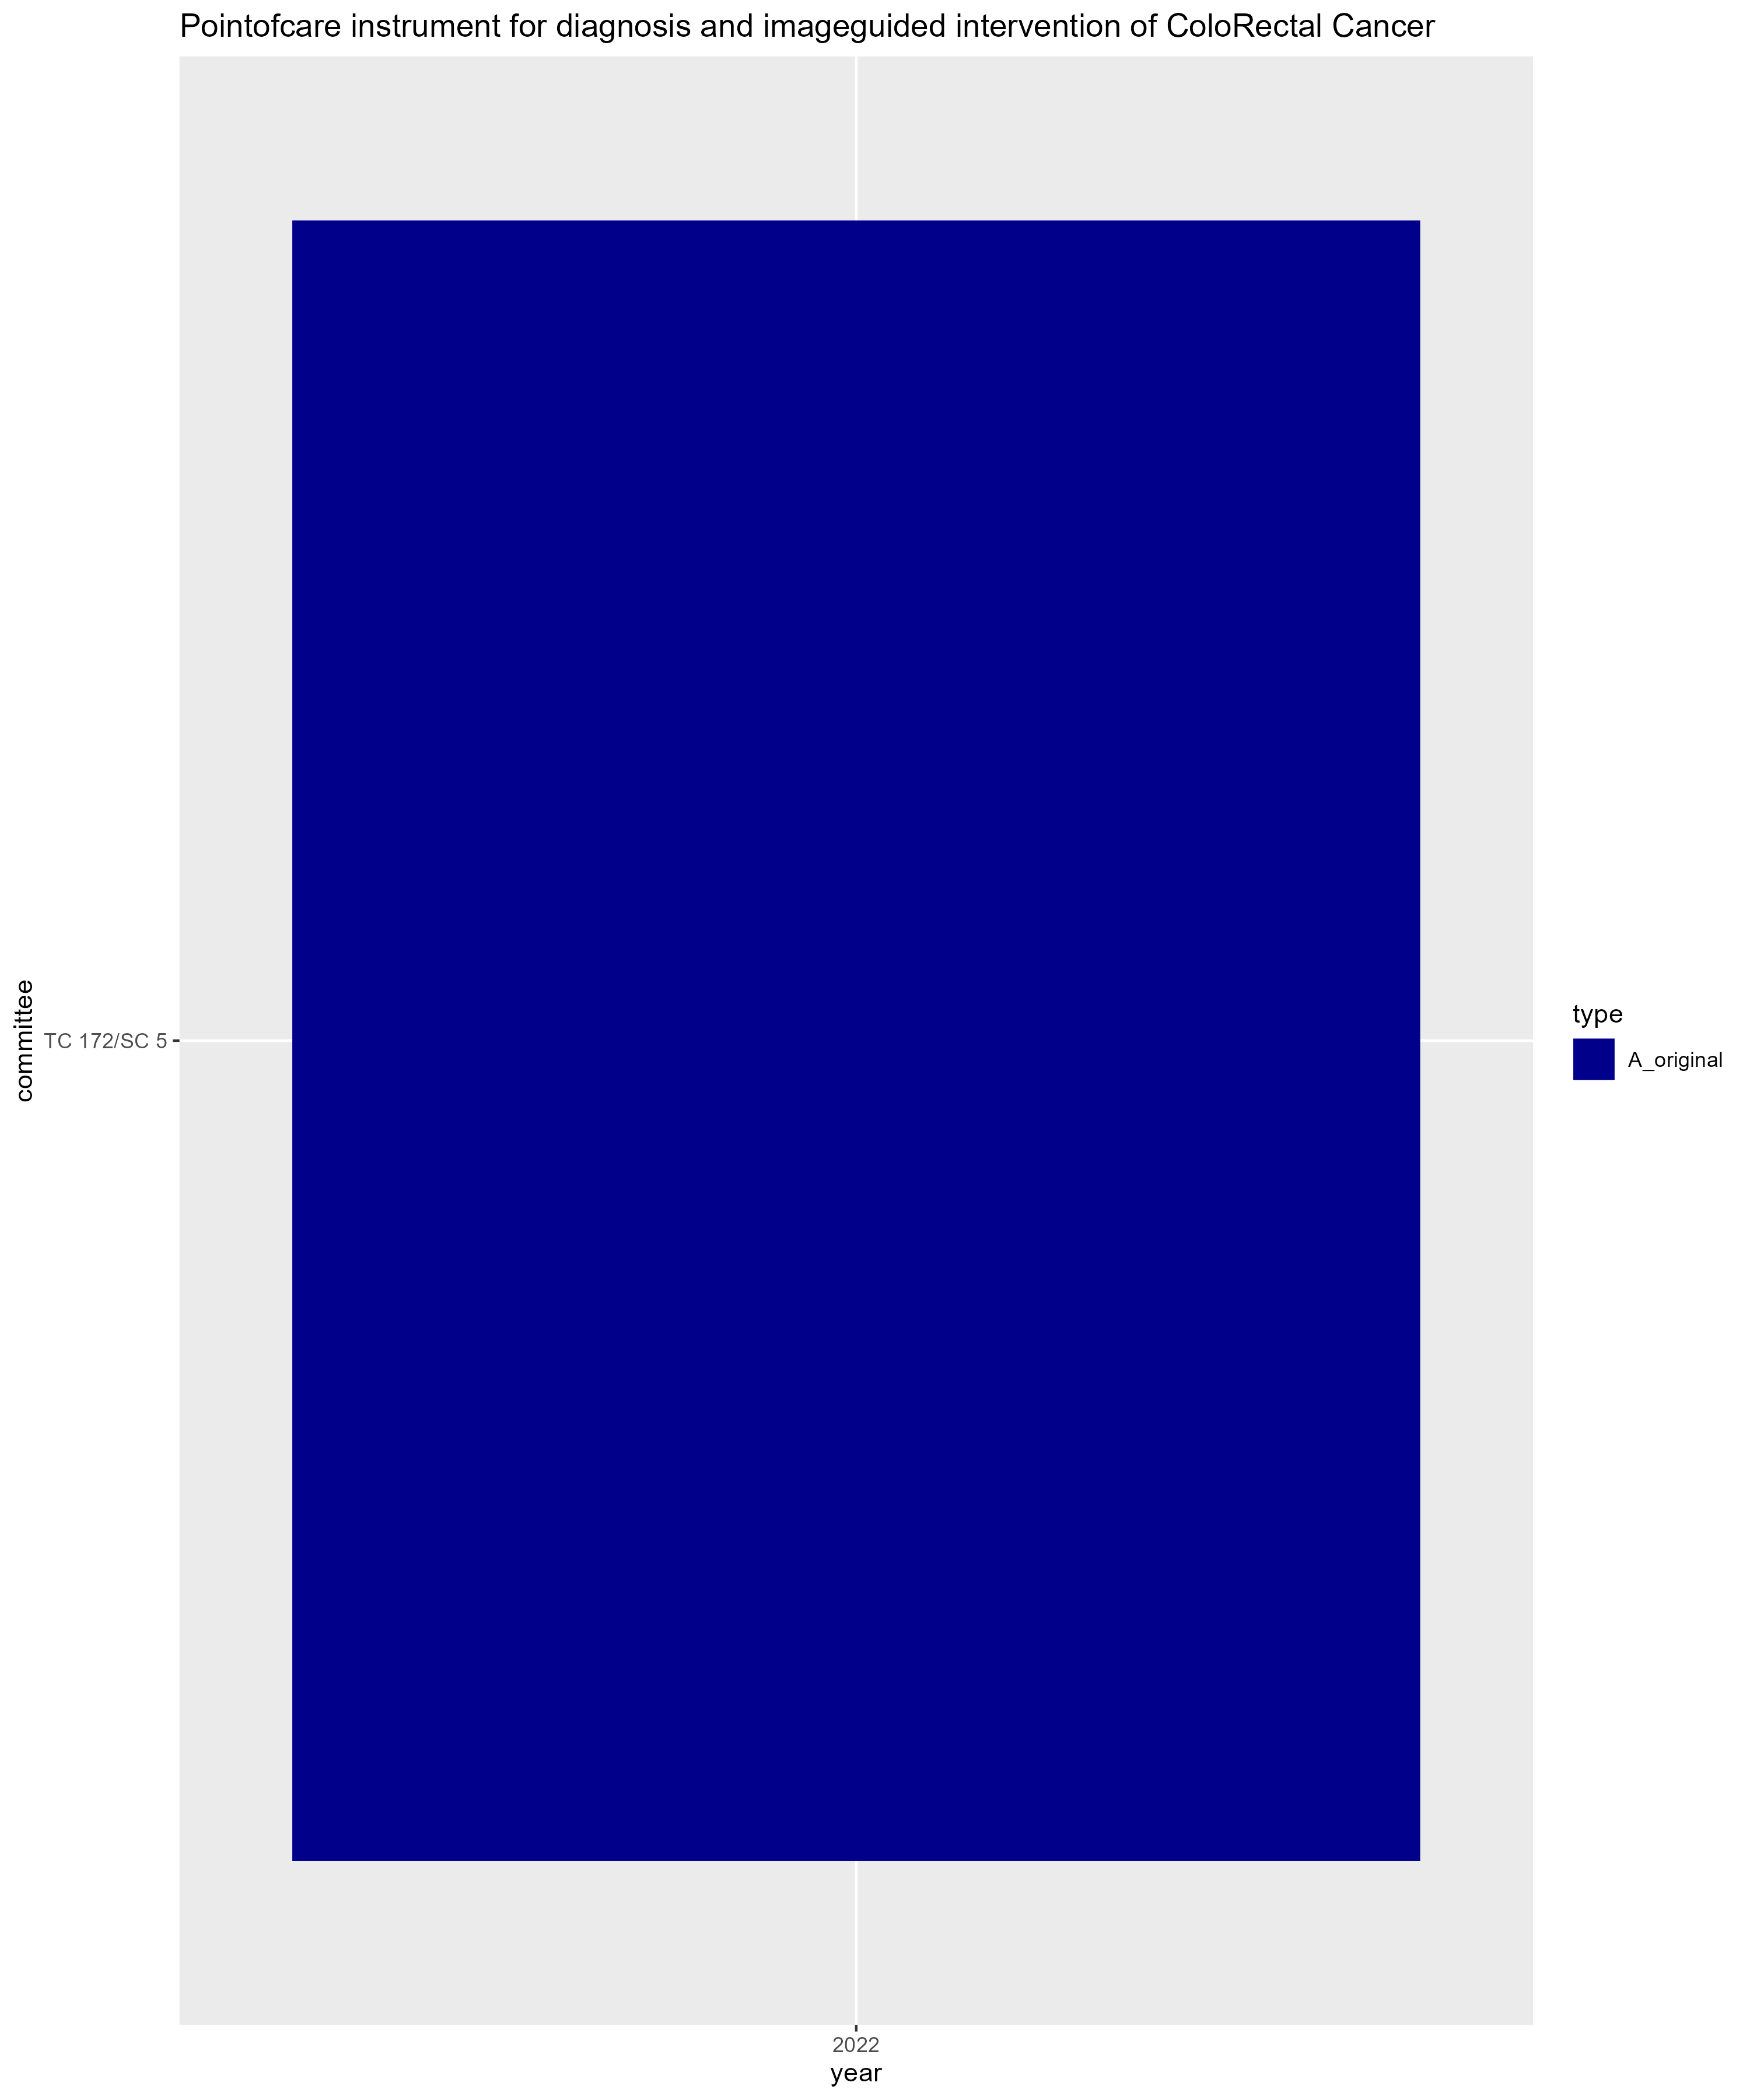 Pointofcare instrument for diagnosis and imageguided intervention of ColoRectal Cancer
committee
TC 172/SC 5
type
A_original
2022
year